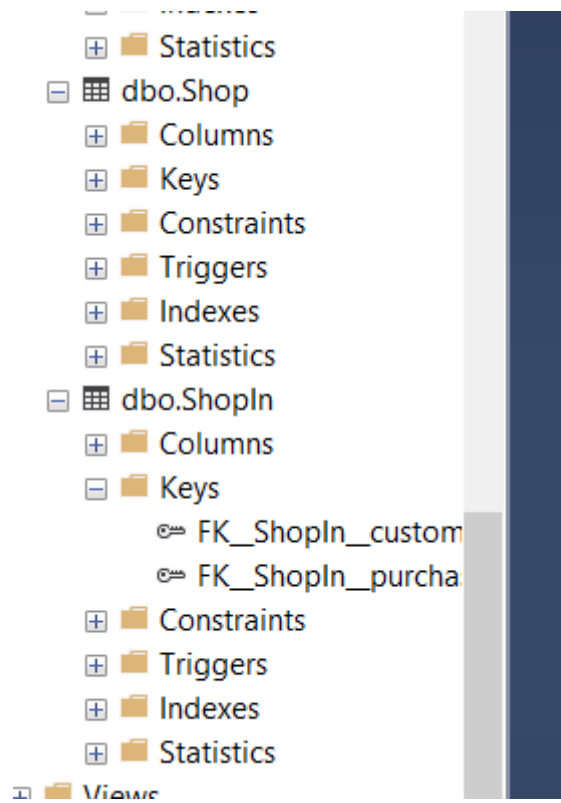 Indexes
Statistics
dbo.Shop
Columns
Keys
Constraints
Triggers
Indexes
Statistics
dbo.ShopIn
Columns
Keys
FK__ShopIn__custom
FK__ShopIn__purcha
Constraints
Triggers
Indexes
Statistics
Views